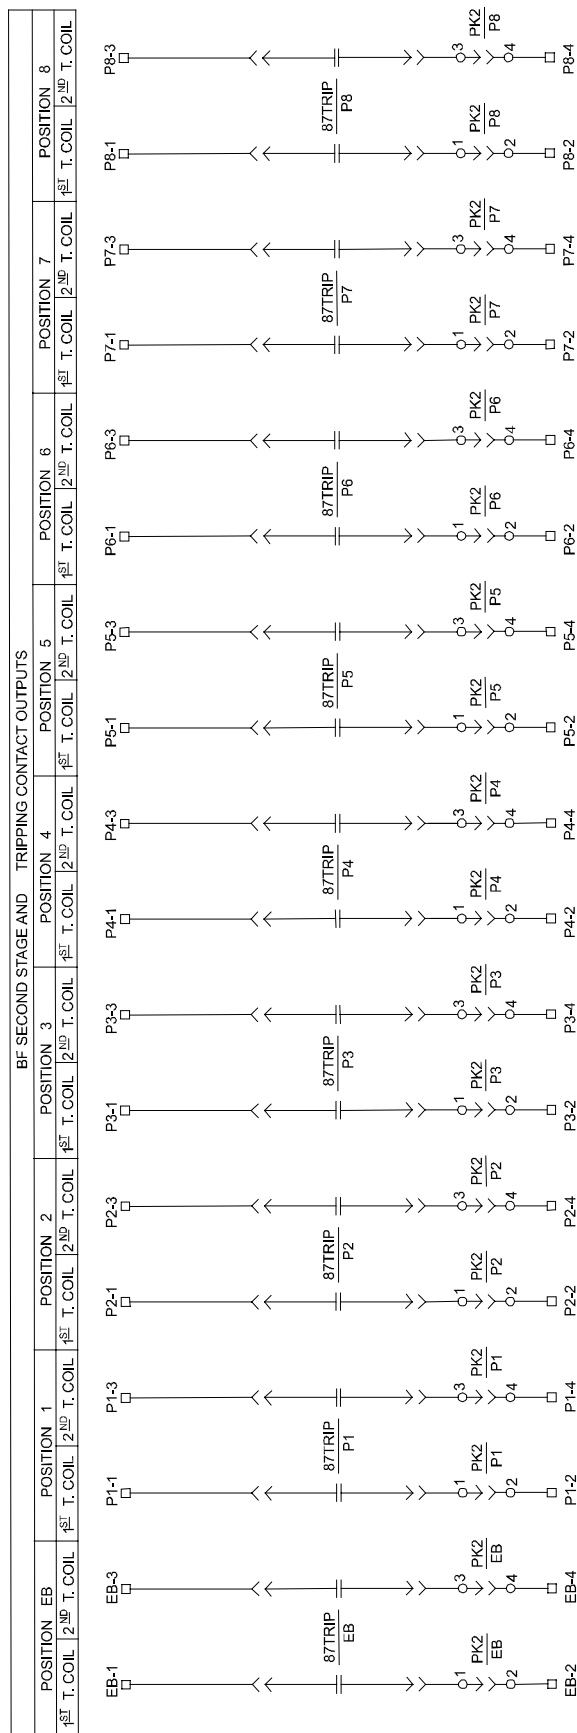 BF SECOND STAGE AND TRIPPING CONTACT OUTPUTS
POSITION EB POSITION 1 POSITION 2 POSITION 3 POSITION 4 POSITION 5 POSITION 6 POSITION 7 POSITION 8
1ST T. COIL 2ND T. COIL 1ST T. COIL 2ND T. COIL 1ST T. COIL 2ND T. COIL 1ST T. COIL 2ND T. COIL 1ST T. COIL 2ND T. COIL 1ST T. COIL 2ND T. COIL 1ST T. COIL 2ND T. COIL 1ST T. COIL 2ND T. COIL 1ST T. COIL 2ND T. COIL
EB-1 EB-3 P1-1 P1-3 P2-1 P2-3 P3-1 P3-3 P4-1 P4-3 P5-1 P5-3 P6-1 P6-3 P7-1 P7-3 P8-1 P8-3
87TRIP 87TRIP 87TRIP 87TRIP 87TRIP 87TRIP 87TRIP 87TRIP 87TRIP
EB P1 P2 P3 P4 P5 P6 P7 P8
1 3 1 3 1 3 1 3 1 3 1 3 1 3 1 3 1 3
PK2 PK2 PK2 PK2 PK2 PK2 PK2 PK2 PK2 PK2 PK2 PK2 PK2 PK2 PK2 PK2 PK2 PK2
EB EB P1 P1 P2 P2 P3 P3 P4 P4 P5 P5 P6 P6 P7 P7 P8 P8
2 4 2 4 2 4 2 4 2 4 2 4 2 4 2 4 2 4
EB-2 EB-4 P1-2 P1-4 P2-2 P2-4 P3-2 P3-4 P4-2 P4-4 P5-2 P5-4 P6-2 P6-4 P7-2 P7-4 P8-2 P8-4